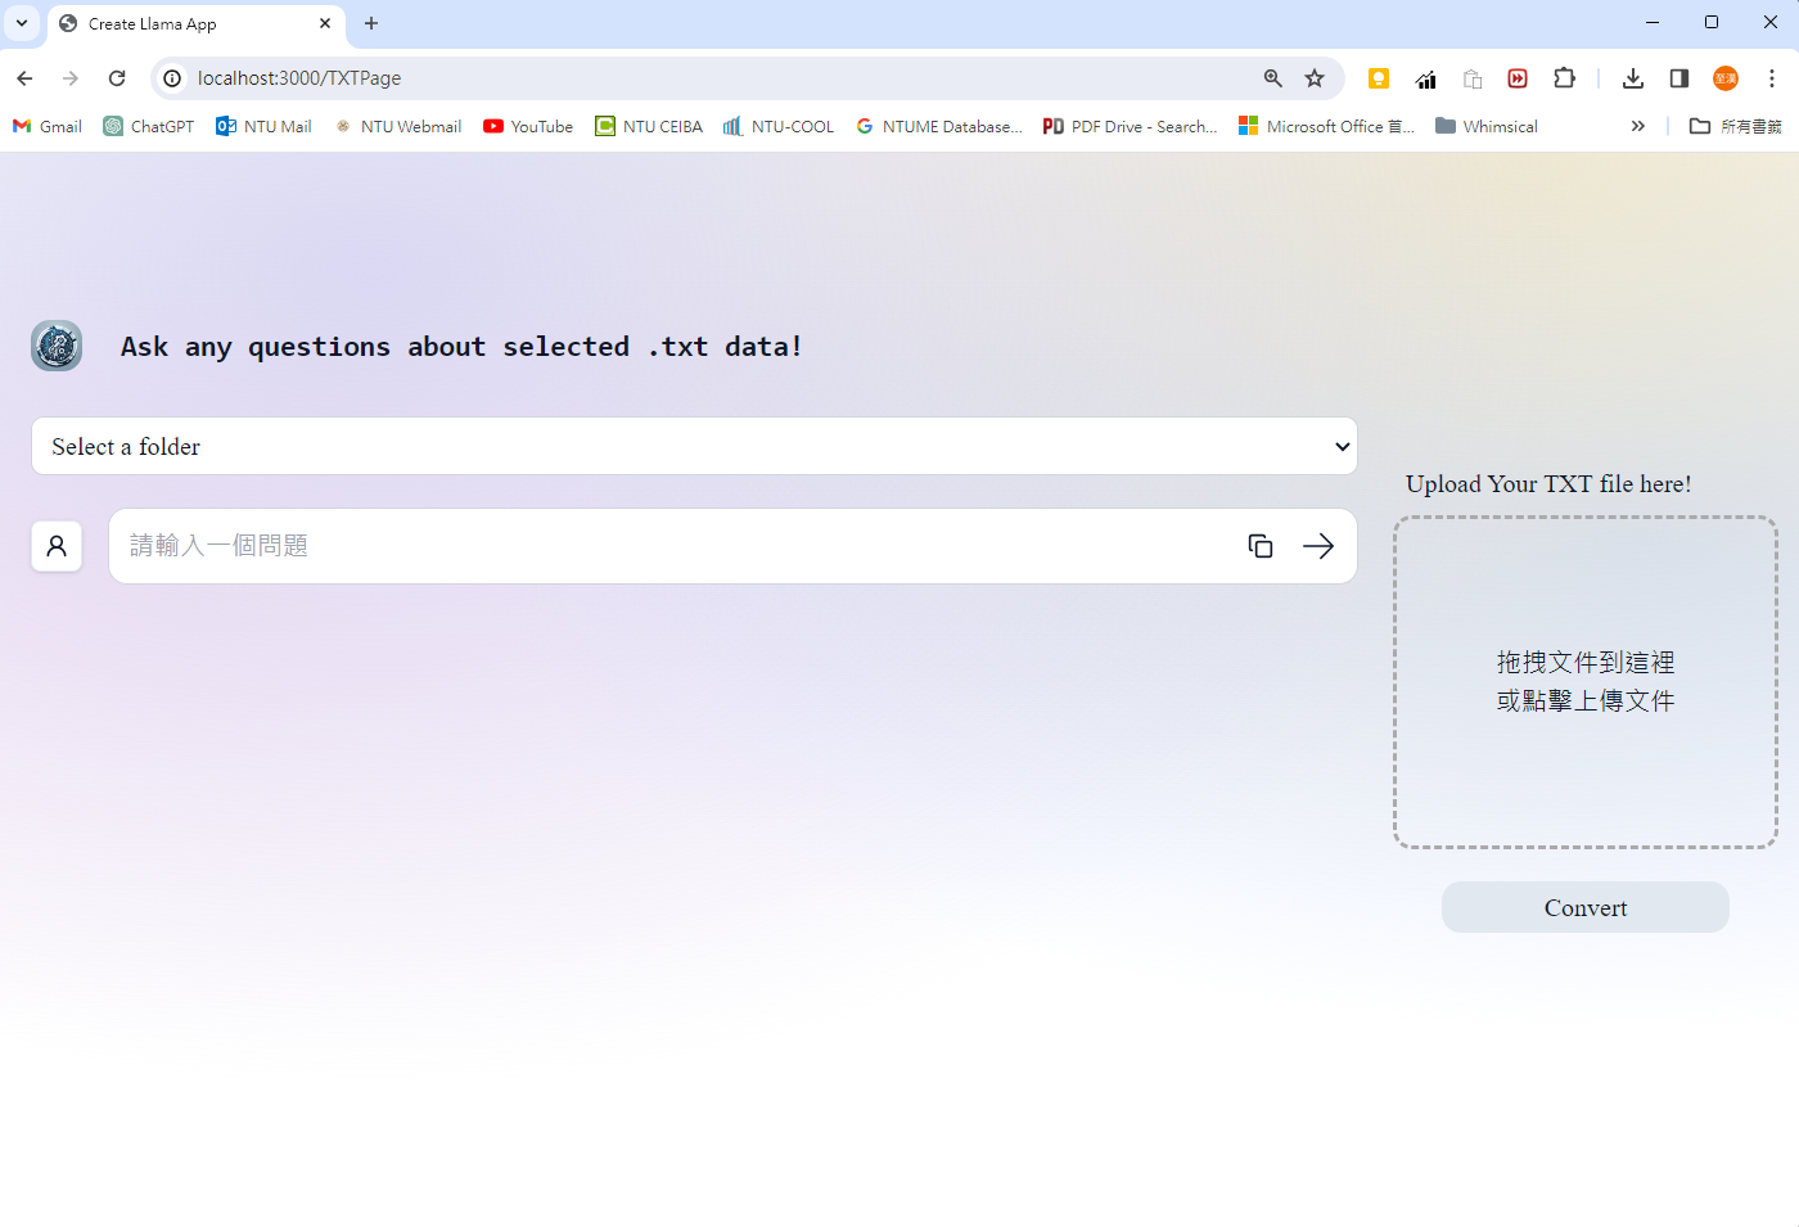 Create Llama App
localhost:3000/TXTPage
至漢
Gmail
ChatGPT
NTU Mail
NTU Webmail
YouTube
NTU CEIBA
NTU-COOL
NTUME Database...
PD
PDF Drive - Search...
Microsoft Office 首...
Whimsical
所有書籤
Ask any questions about selected .txt data!
Select a folder
請輸入一個問題
Upload Your TXT file here!
拖拽文件到這裡
或點擊上傳文件
Convert